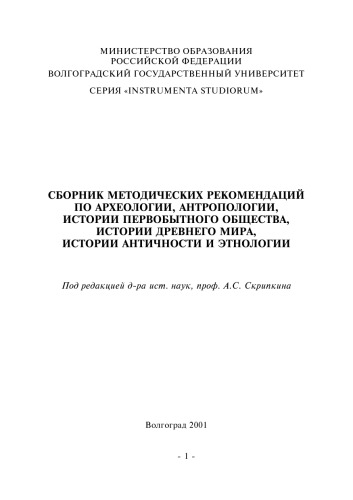 МИНИСТЕРСТВО ОБРАЗОВАНИЯ
РОССИЙСКОЙ ФЕДЕРАЦИИ
ВОЛГОГРАДСКИЙ ГОСУДАРСТВЕННЫЙ УНИВЕРСИТЕТ
СЕРИЯ «INSTRUMENTA STUDIORUM»
СБОРНИК МЕТОДИЧЕСКИХ РЕКОМЕНДАЦИЙ
ПО АРХЕОЛОГИИ, АНТРОПОЛОГИИ,
ИСТОРИИ ПЕРВОБЫТНОГО ОБЩЕСТВА,
ИСТОРИИ ДРЕВНЕГО МИРА,
ИСТОРИИ АНТИЧНОСТИ И ЭТНОЛОГИИ
Под редакцией д-ра ист. наук, проф. А.С. Скрипкина
Волгоград 2001
- 1 -